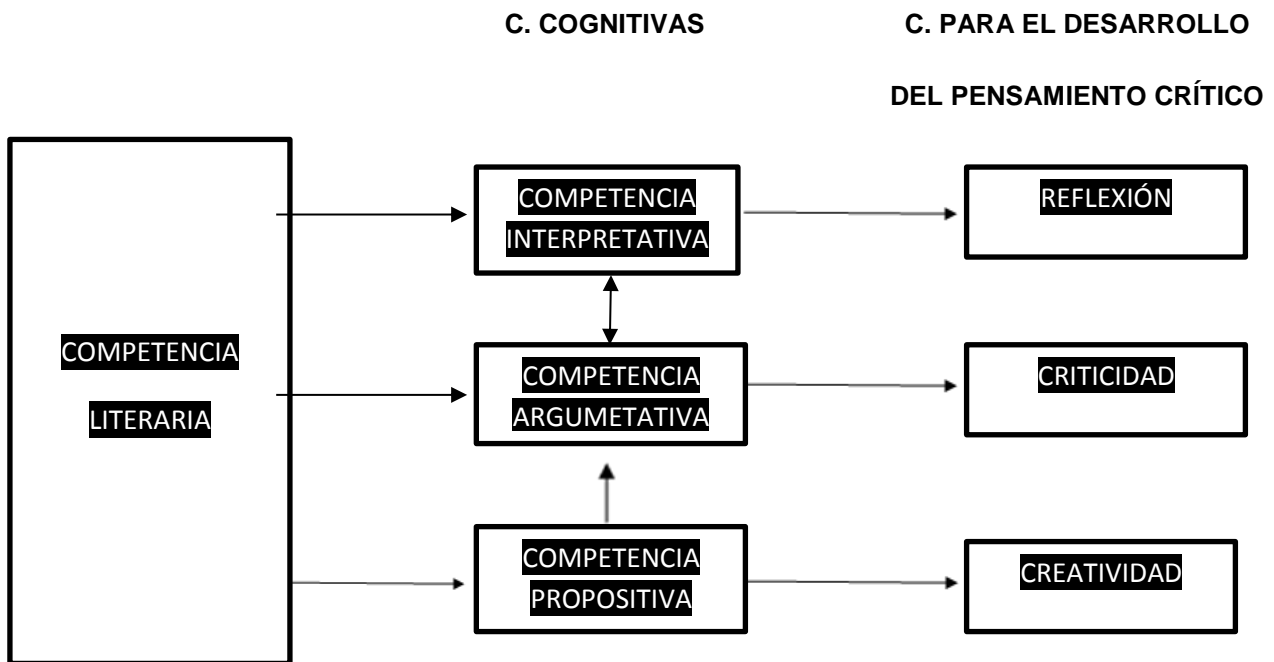 C. COGNITIVAS
C. PARA EL DESARROLLO
DEL PENSAMIENTO CRÍTICO
COMPETENCIA
LITERARIA
COMPETENCIA
INTERPRETATIVA
REFLEXIÓN
COMPETENCIA
ARGUMETATIVA
CRITICIDAD
COMPETENCIA
PROPOSITIVA
CREATIVIDAD